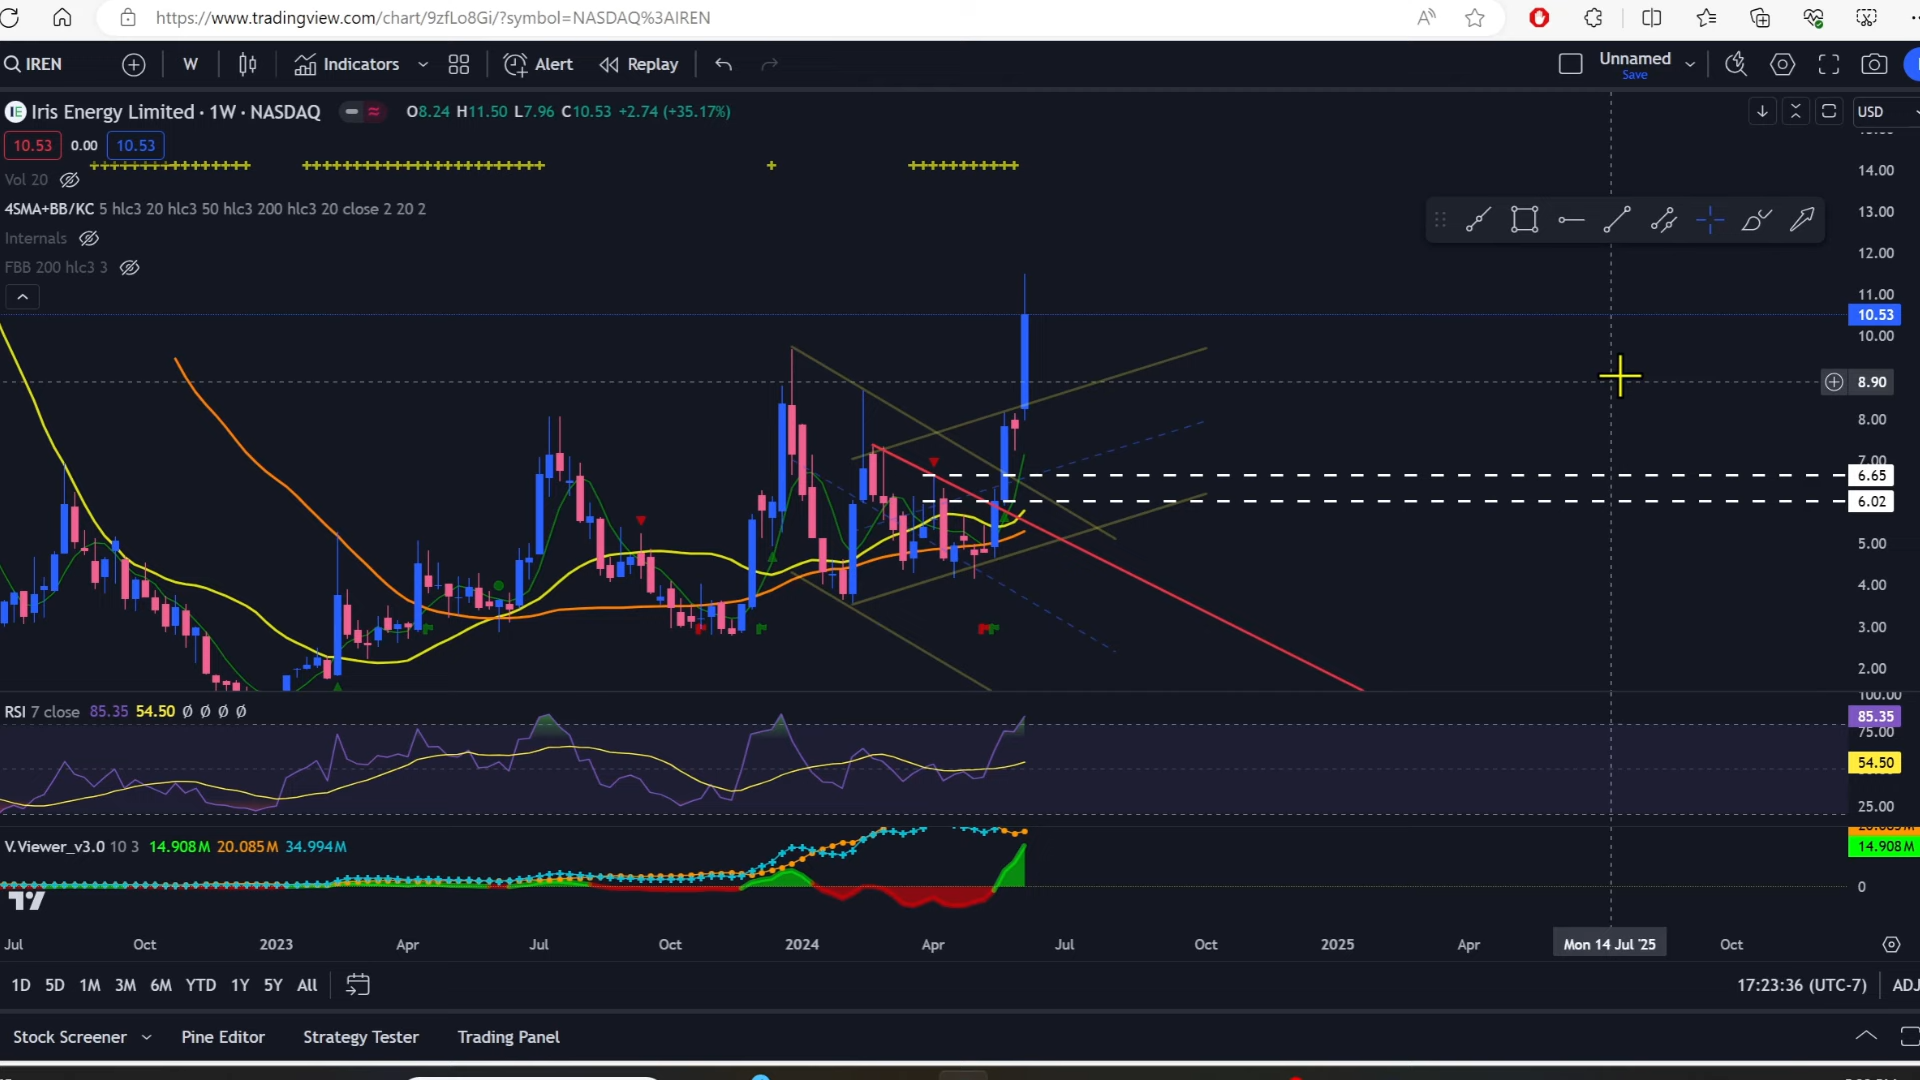 https://www.tradingview.com/chart/9zfLo8Gi/?symbol=NASDAQ%3AIREN
IREN W Indicators Alert Replay Unnamed
Save
Iris Energy Limited · 1W · NASDAQ O8.24 H11.50 L7.96 C10.53 +2.74 (+35.17%) USD
10.53 0.00 10.53
Vol 20
4SMA+BB/KC 5 hlc3 20 hlc3 50 hlc3 200 hlc3 20 close 2 20 2
Internals
FBB 200 hlc3 3
14.00
13.00
12.00
11.00
10.53
10.00
8.90
8.00
7.00
6.65
6.02
5.00
4.00
3.00
2.00
RSI 7 close 85.35 54.50 Ø Ø Ø Ø
100.00
85.35
75.00
54.50
25.00
V.Viewer_v3.0 10 3 14.908M 20.085M 34.994M
20.085M
14.908M
0
Jul Oct 2023 Apr Jul Oct 2024 Apr Jul Oct 2025 Apr Mon 14 Jul '25 Oct
1D 5D 1M 3M 6M YTD 1Y 5Y All 17:23:36 (UTC-7) ADJ
Stock Screener Pine Editor Strategy Tester Trading Panel